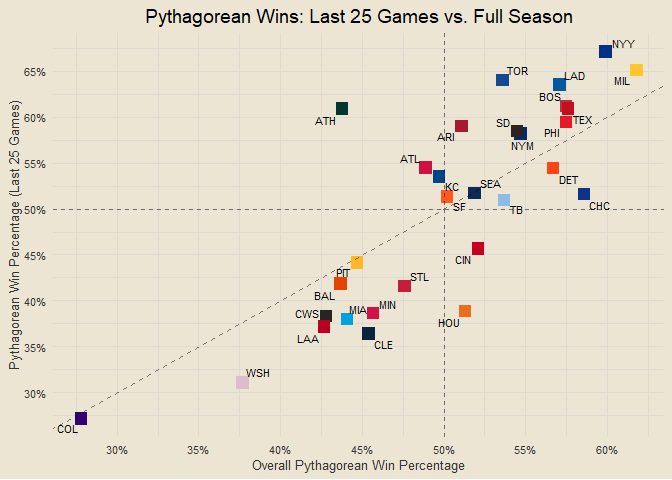 Pythagorean Wins: Last 25 Games vs. Full Season
NYY
TOR
LAD
65%
MIL
BOS
60%
ATH
TEX
SD
PHI
ARI
NYM
ATL
55%
DET
SEA
KC
CHC
SF
TB
50%
Pythagorean Win Percentage (Last 25 Games)
45%
CIN
PIT
STL
BAL
40%
MIA
MIN
CWS
HOU
LAA
CLE
35%
WSH
30%
COL
30%
35%
40%
45%
50%
55%
60%
Overall Pythagorean Win Percentage